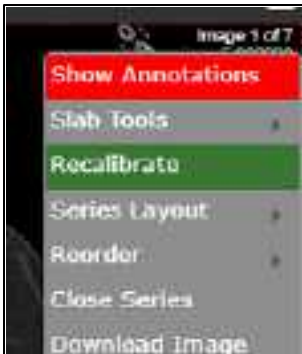 Image 1 of 7
Show Annotations
Slab Tools
Recalibrate
Series Layout
Reorder
Close Series
Download Image